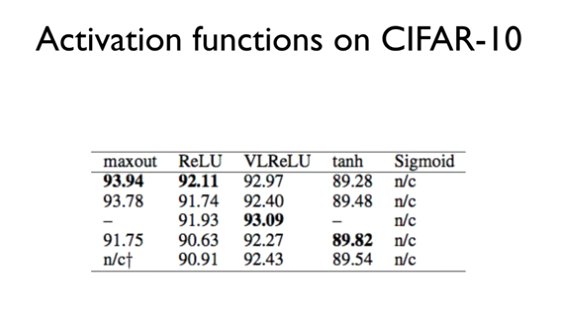 Activation functions on CIFAR-10
maxout ReLU VLReLU tanh Sigmoid
93.94 92.11 92.97 89.28 n/c
93.78 91.74 92.40 89.48 n/c
– 91.93 93.09 – n/c
91.75 90.63 92.27 89.82 n/c
n/c† 90.91 92.43 89.54 n/c